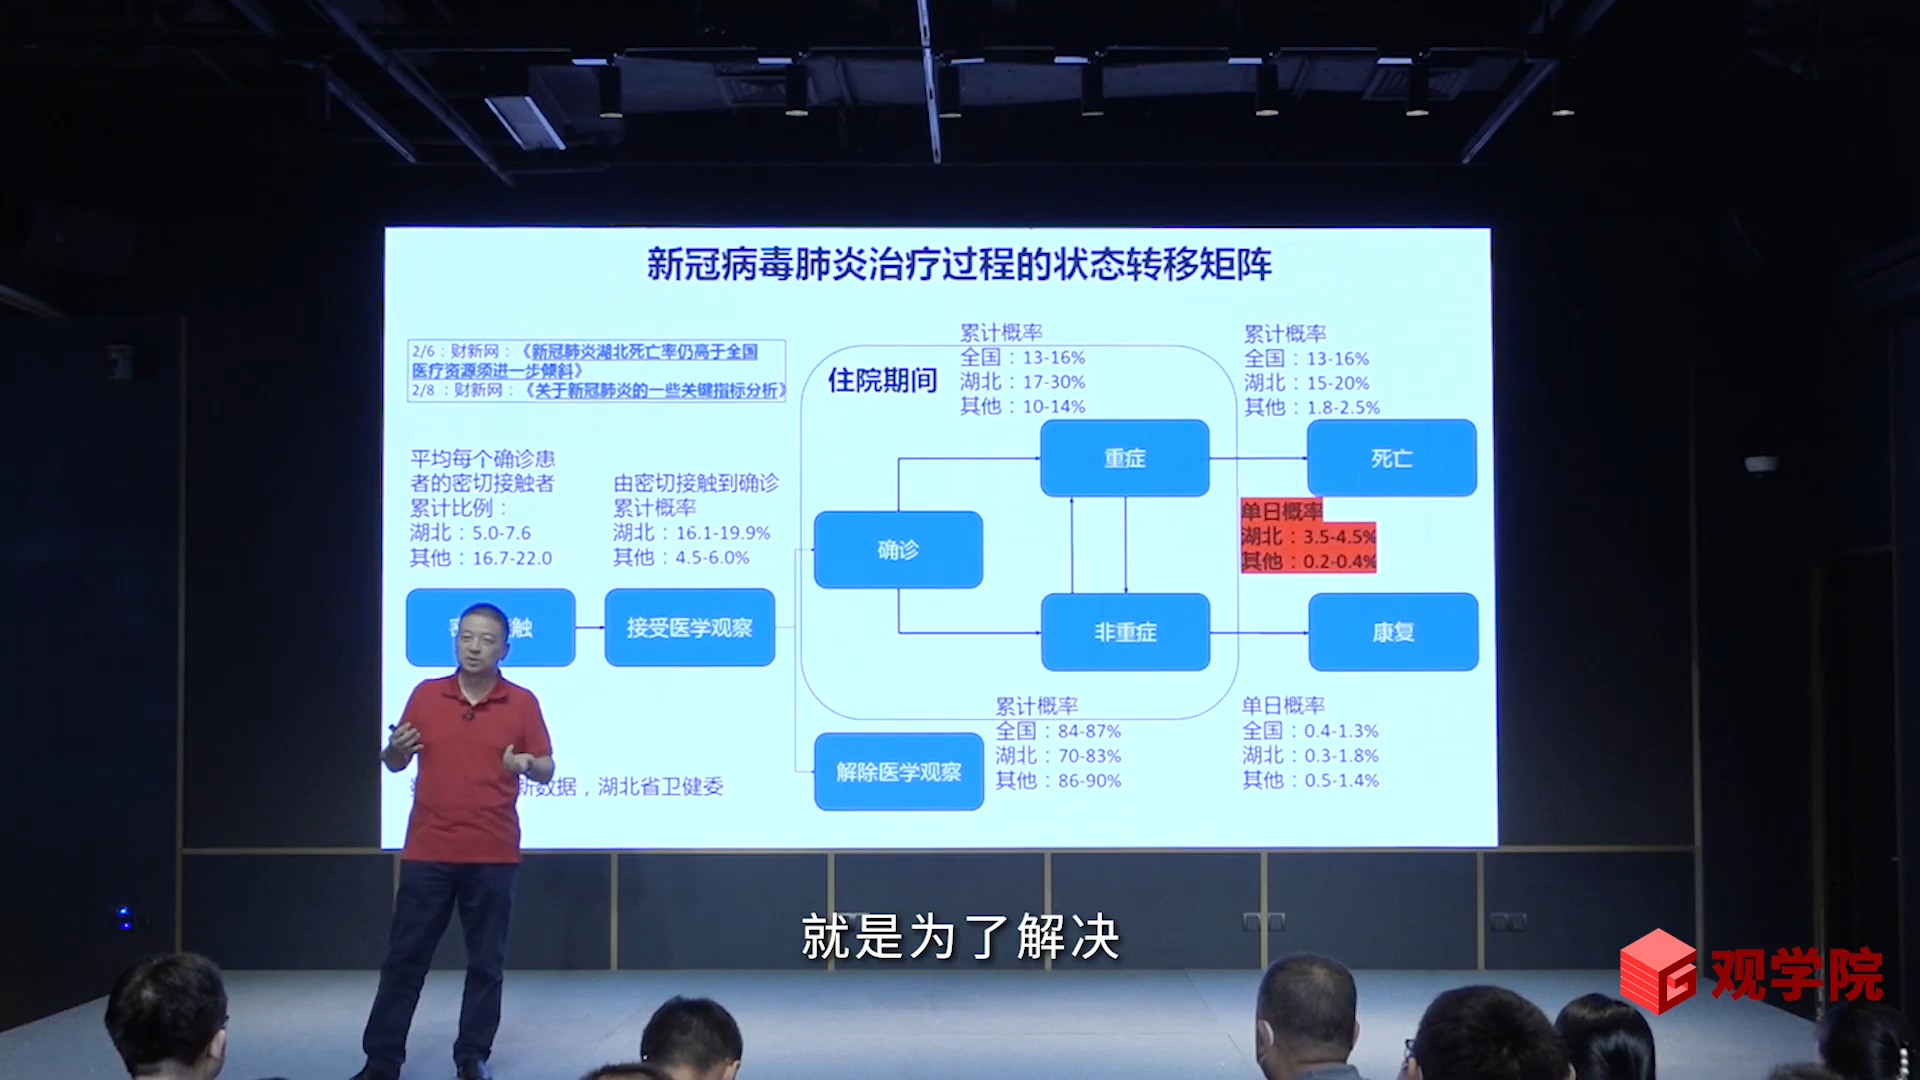 新冠病毒肺炎治疗过程的状态转移矩阵
2/6：财新网：《新冠肺炎湖北死亡率仍高于全国
医疗资源须进一步倾斜》
2/8：财新网：《关于新冠肺炎的一些关键指标分析》
平均每个确诊患
者的密切接触者
累计比例：
湖北：5.0-7.6
其他：16.7-22.0
由密切接触到确诊
累计概率
湖北：16.1-19.9%
其他：4.5-6.0%
住院期间
累计概率
全国：13-16%
湖北：17-30%
其他：10-14%
累计概率
全国：13-16%
湖北：15-20%
其他：1.8-2.5%
重症
死亡
单日概率
湖北：3.5-4.5%
其他：0.2-0.4%
确诊
触
接受医学观察
非重症
康复
解除医学观察
累计概率
全国：84-87%
湖北：70-83%
其他：86-90%
单日概率
全国：0.4-1.3%
湖北：0.3-1.8%
其他：0.5-1.4%
新数据，湖北省卫健委
就是为了解决
观学院